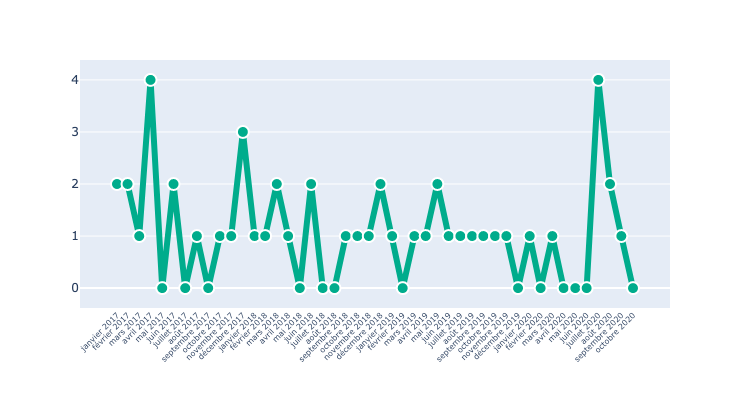 4
3
2
1
0
janvier 2017
février 2017
mars 2017
avril 2017
mai 2017
juin 2017
juillet 2017
août 2017
septembre 2017
octobre 2017
novembre 2017
décembre 2017
janvier 2018
février 2018
mars 2018
avril 2018
mai 2018
juin 2018
juillet 2018
août 2018
septembre 2018
octobre 2018
novembre 2018
décembre 2018
janvier 2019
février 2019
mars 2019
avril 2019
mai 2019
juin 2019
juillet 2019
août 2019
septembre 2019
octobre 2019
novembre 2019
décembre 2019
janvier 2020
février 2020
mars 2020
avril 2020
mai 2020
juin 2020
juillet 2020
août 2020
septembre 2020
octobre 2020